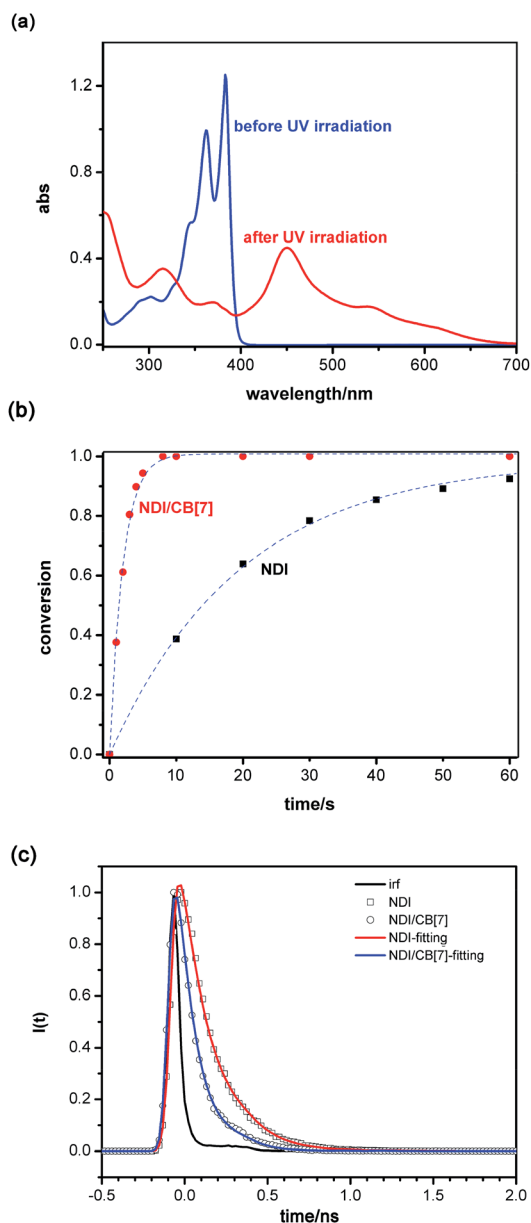 (a)
1.2
0.8
0.4
0.0
abs
before UV irradiation
after UV irradiation
300
400
500
600
700
wavelength/nm
(b)
1.0
0.8
0.6
0.4
0.2
0.0
conversion
NDI/CB[7]
NDI
0
10
20
30
40
50
60
time/s
(c)
1.0
0.8
0.6
0.4
0.2
0.0
I(t)
irf
NDI
NDI/CB[7]
NDI-fitting
NDI/CB[7]-fitting
-0.5
0.0
0.5
1.0
1.5
2.0
time/ns